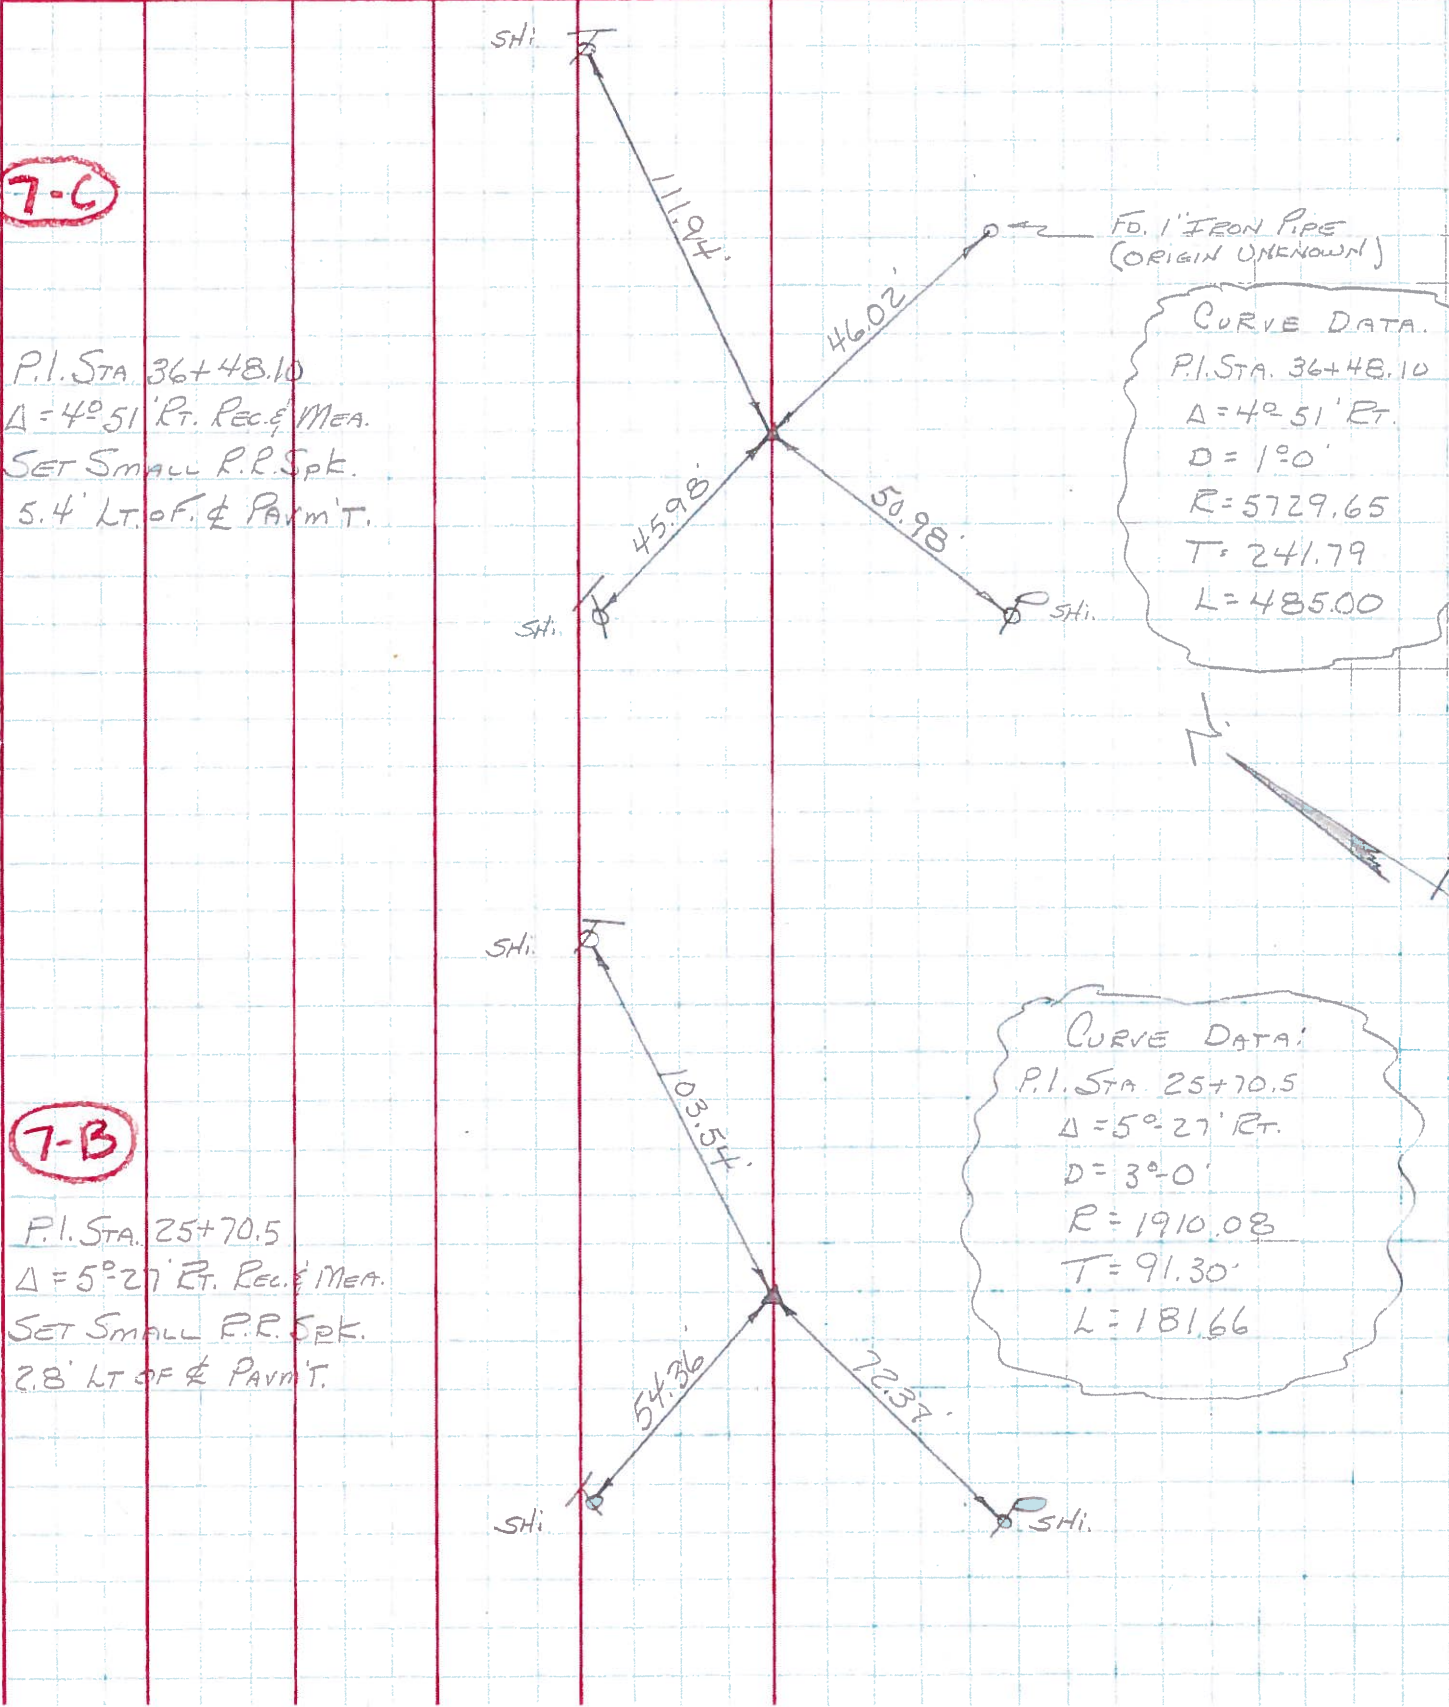 SHi.
7-C
111.94'
FD. 1" IRON PIPE
(ORIGIN UNKNOWN)
46.02'
CURVE DATA.
P.I. STA. 36+48.10
Δ = 4°-51' RT.
D = 1°-0'
R = 5729.65
T = 241.79
L = 485.00
P.I. STA 36+48.10
Δ = 4°-51' RT. REC. & MEA.
SET SMALL R.R. SPK.
5.4' LT. OF. ℄ PAVM'T.
45.98'
50.98'
SHi.
SHi.
N.
SHi.
103.54'
CURVE DATA:
P.I. STA 25+70.5
Δ = 5°-27' RT.
D = 3°-0'
R = 1910.08
T = 91.30'
L = 181.66
7-B
P.I. STA. 25+70.5
Δ = 5°-27' RT. REC. & MEA.
SET SMALL R.R. SPK.
2.8' LT OF ℄ PAVM'T.
54.36'
SHi.
SHi.